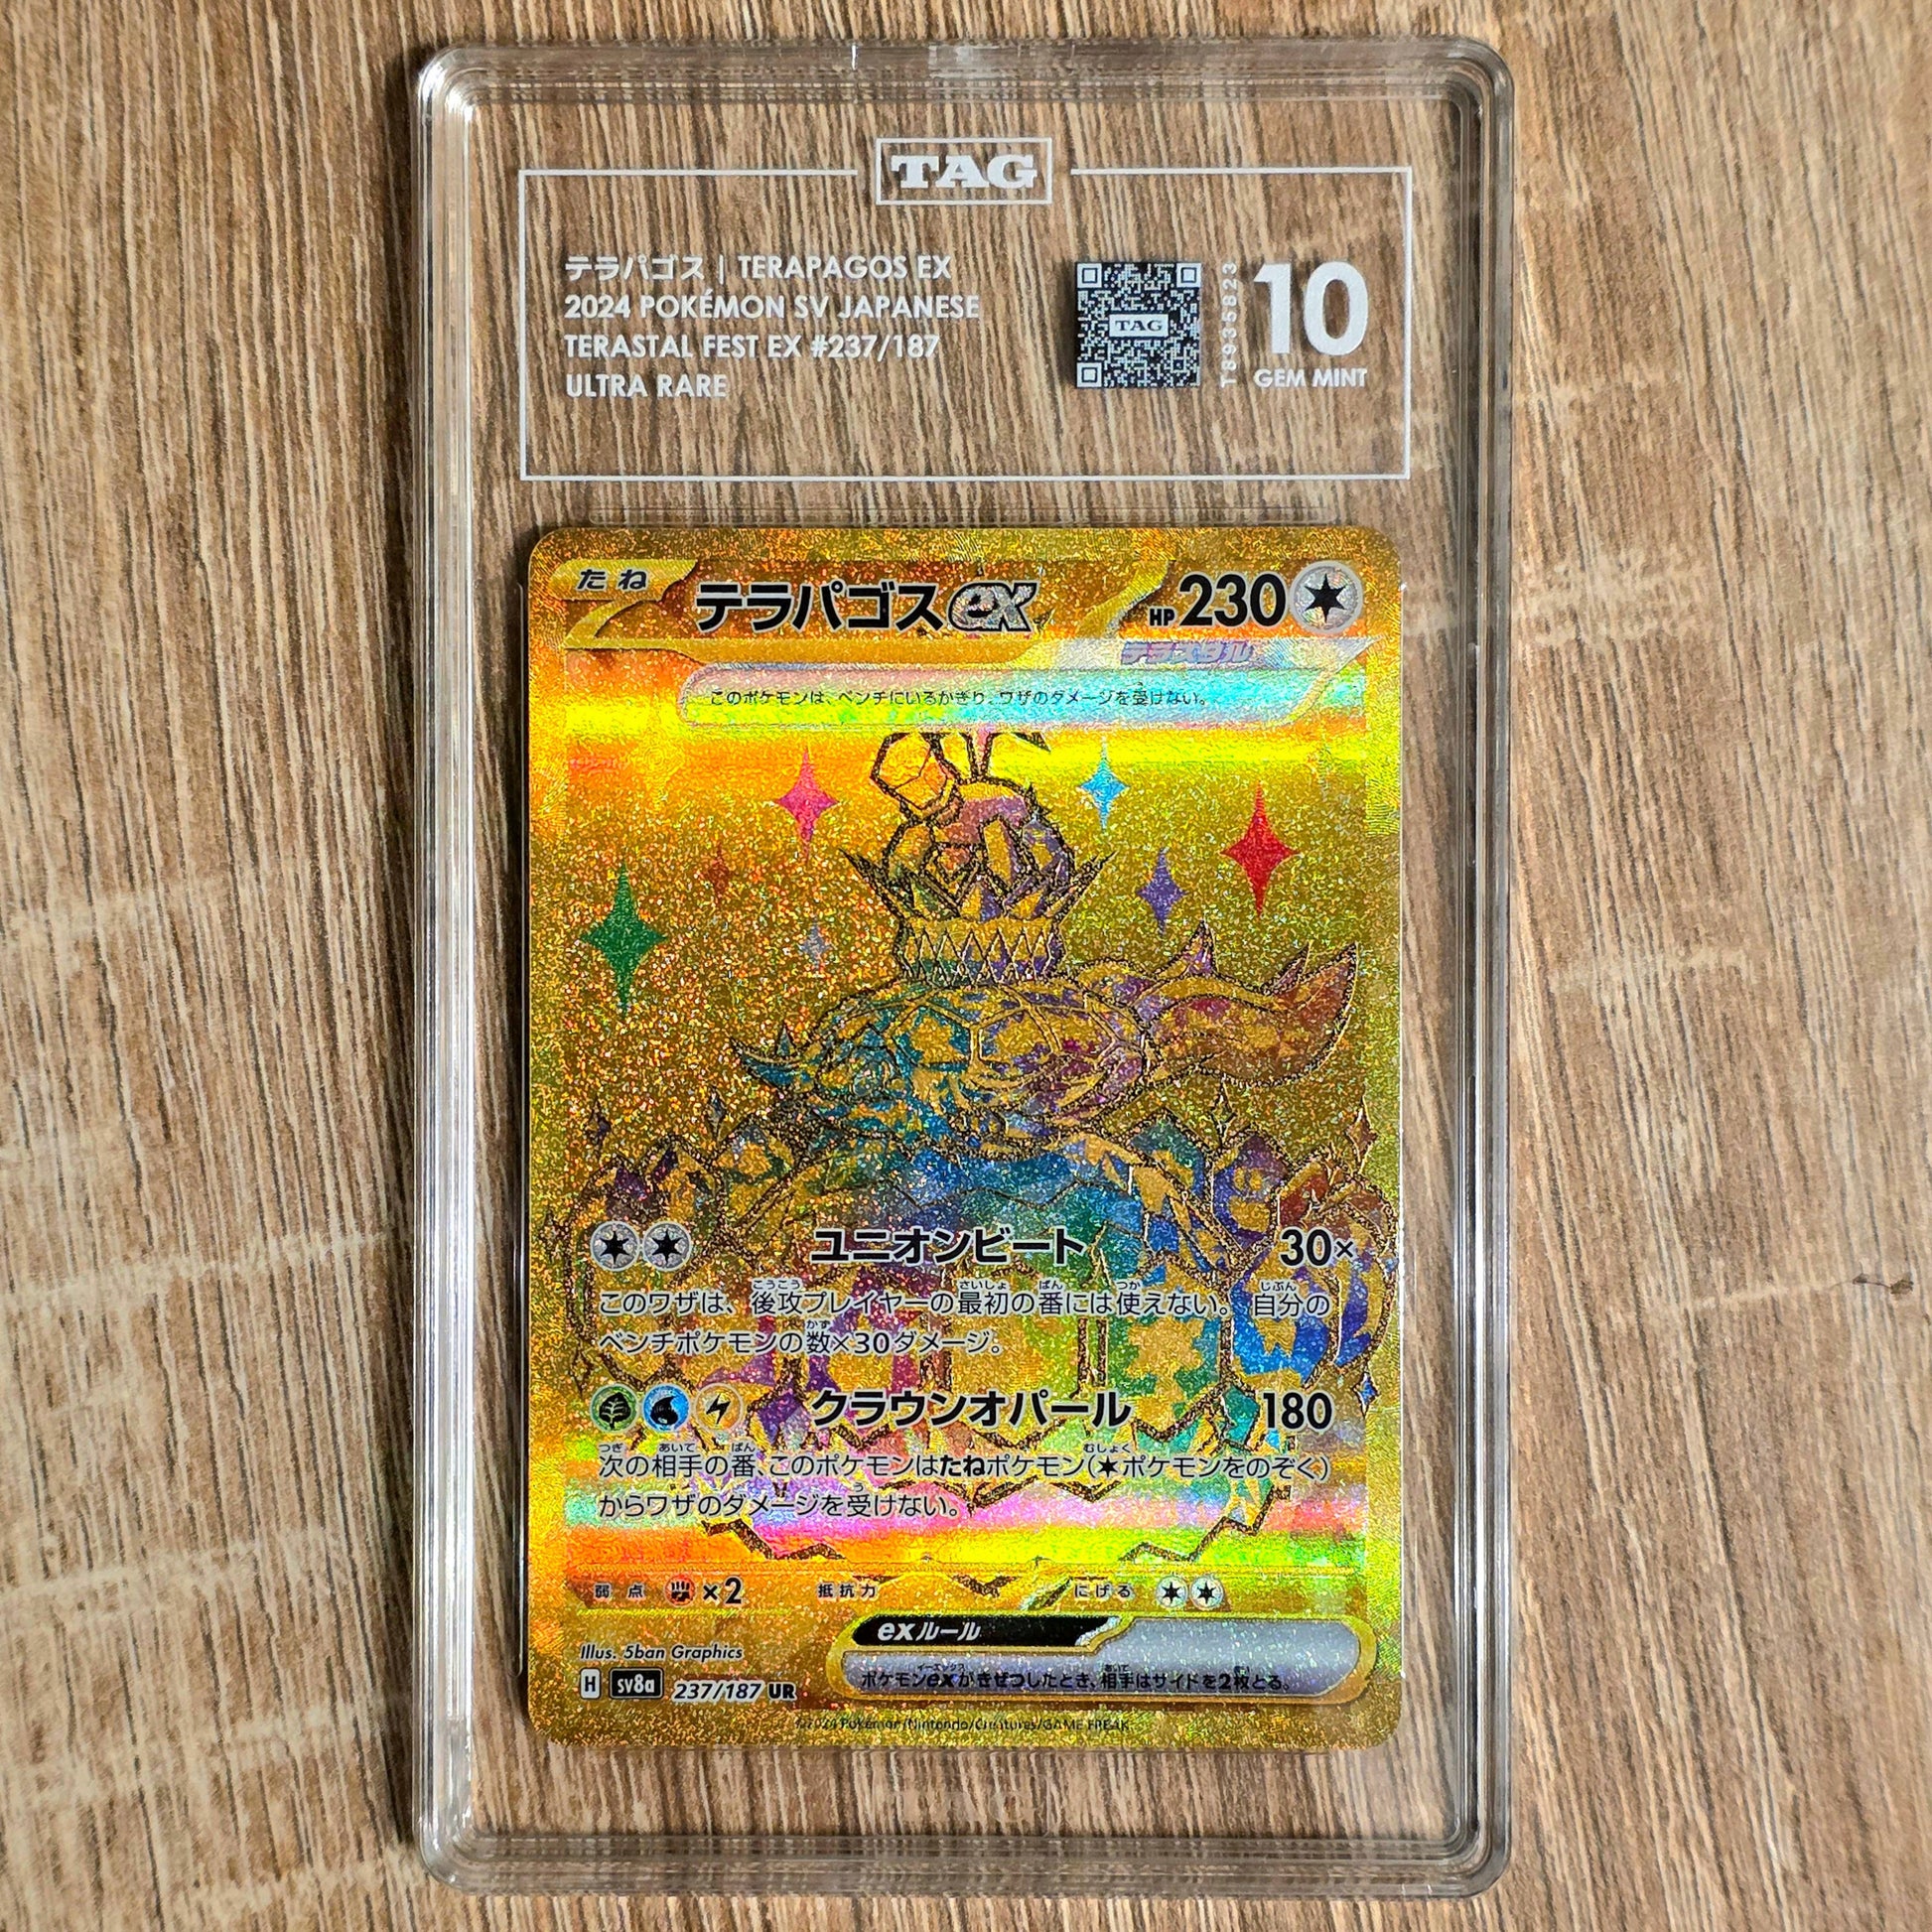 TAG
テラパゴス | TERAPAGOS EX
2024 POKÉMON SV JAPANESE
TERASTAL FEST EX #237/187
ULTRA RARE
TAG
T8935823
10
GEM MINT
たね
テラパゴスex
HP230
テラスタル
このポケモンは、ベンチにいるかぎり、ワザのダメージを受けない。
ユニオンビート 30×
このワザは、後攻プレイヤーの最初の番には使えない。自分の
ベンチポケモンの数×30ダメージ。
クラウンオパール 180
次の相手の番、このポケモンはたねポケモン(ポケモンをのぞく)
からワザのダメージを受けない。
弱点 ×2 抵抗力 にげる
exルール
ポケモンexがきぜつしたとき、相手はサイドを2枚とる。
Illus. 5ban Graphics
H sv8a 237/187 UR
©2024 Pokémon/Nintendo/Creatures/GAME FREAK